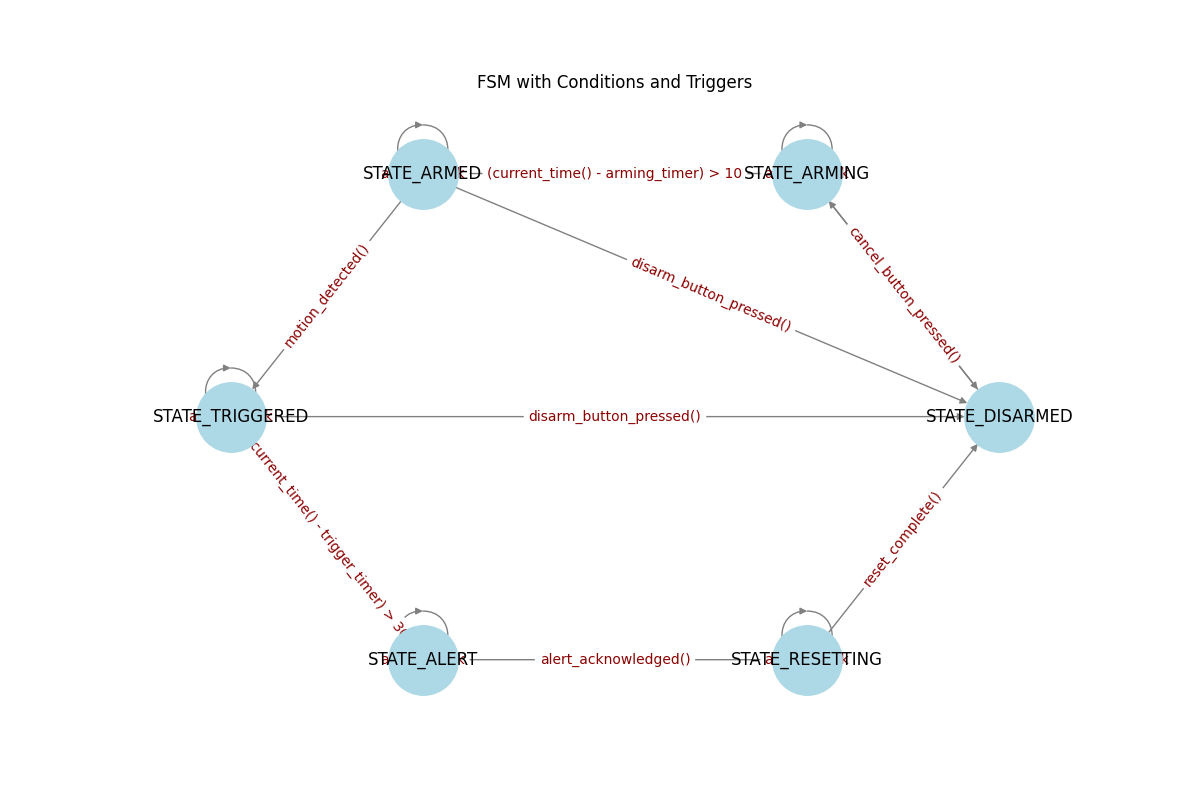 FSM with Conditions and Triggers
STATE_ARMED
(current_time() - arming_timer) > 10
STATE_ARMING
motion_detected()
disarm_button_pressed()
cancel_button_pressed()
STATE_TRIGGERED
disarm_button_pressed()
STATE_DISARMED
current_time() - trigger_timer) > 30
reset_complete()
STATE_ALERT
alert_acknowledged()
STATE_RESETTING